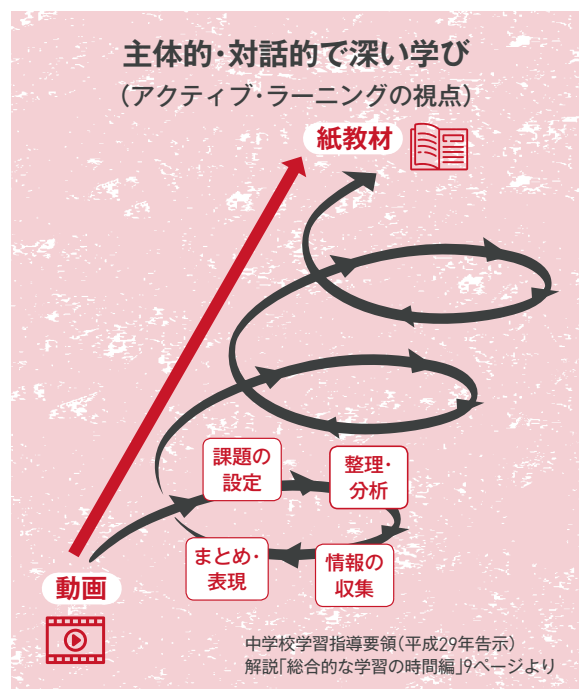 主体的・対話的で深い学び
（アクティブ・ラーニングの視点）
紙教材
課題の
設定
整理・
分析
まとめ・
表現
情報の
収集
動画
中学校学習指導要領（平成29年告示）
解説「総合的な学習の時間編」9ページより